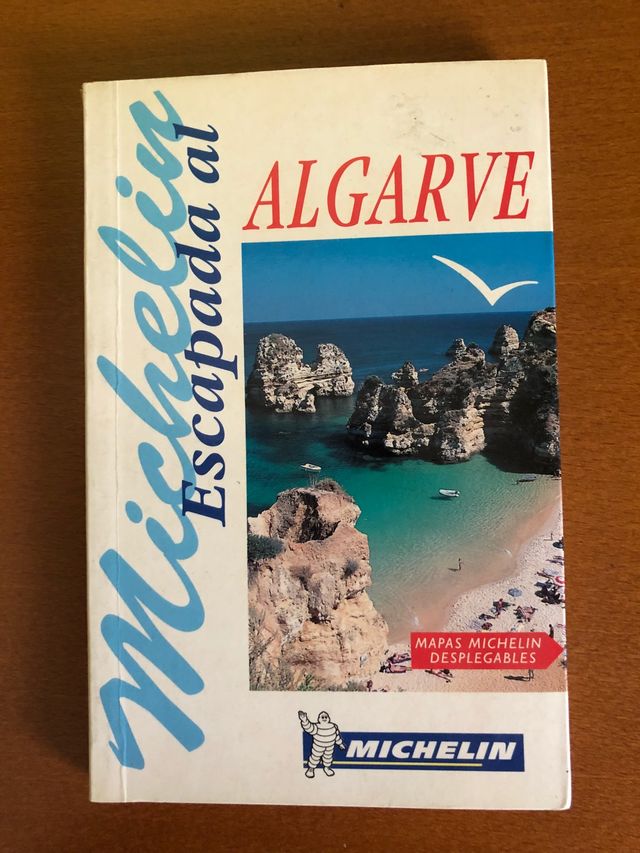 Michelin
Escapada al
ALGARVE
MAPAS MICHELIN
DESPLEGABLES
MICHELIN